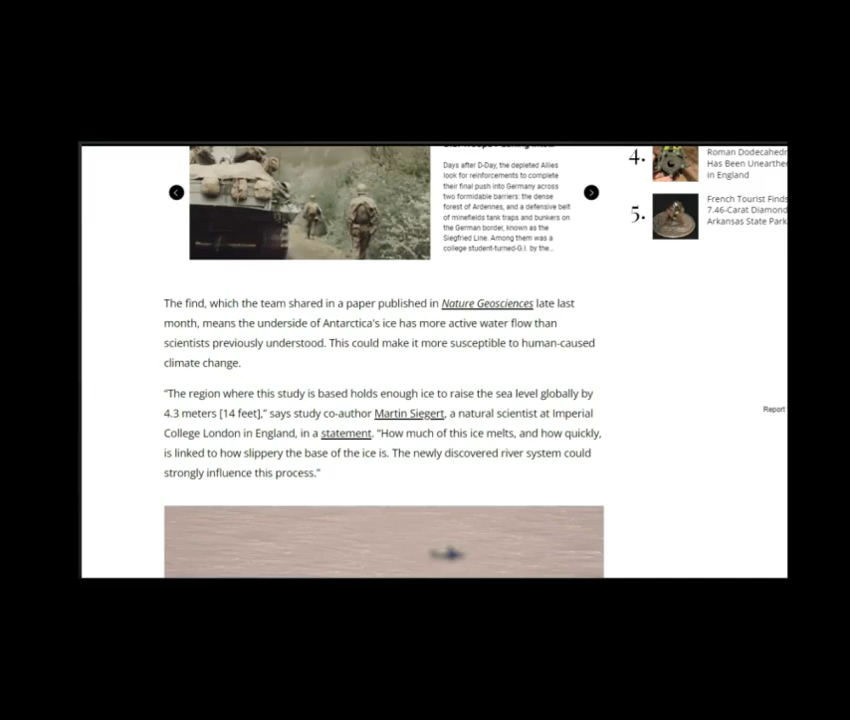 Days after D-Day, the depleted Allies
look for reinforcements to complete
their final push into Germany across
two formidable barriers: the dense
forest of Ardennes, and a defensive belt
of minefields tank traps and bunkers on
the German border, known as the
Siegfried Line. Among them was a
college student-turned-G.I. by the...
4.
Roman Dodecahedr
Has Been Unearthe
in England
5.
French Tourist Finds
7.46-Carat Diamond
Arkansas State Park
The find, which the team shared in a paper published in Nature Geosciences late last
month, means the underside of Antarctica's ice has more active water flow than
scientists previously understood. This could make it more susceptible to human-caused
climate change.
Report
"The region where this study is based holds enough ice to raise the sea level globally by
4.3 meters [14 feet]," says study co-author Martin Siegert, a natural scientist at Imperial
College London in England, in a statement. "How much of this ice melts, and how quickly,
is linked to how slippery the base of the ice is. The newly discovered river system could
strongly influence this process."